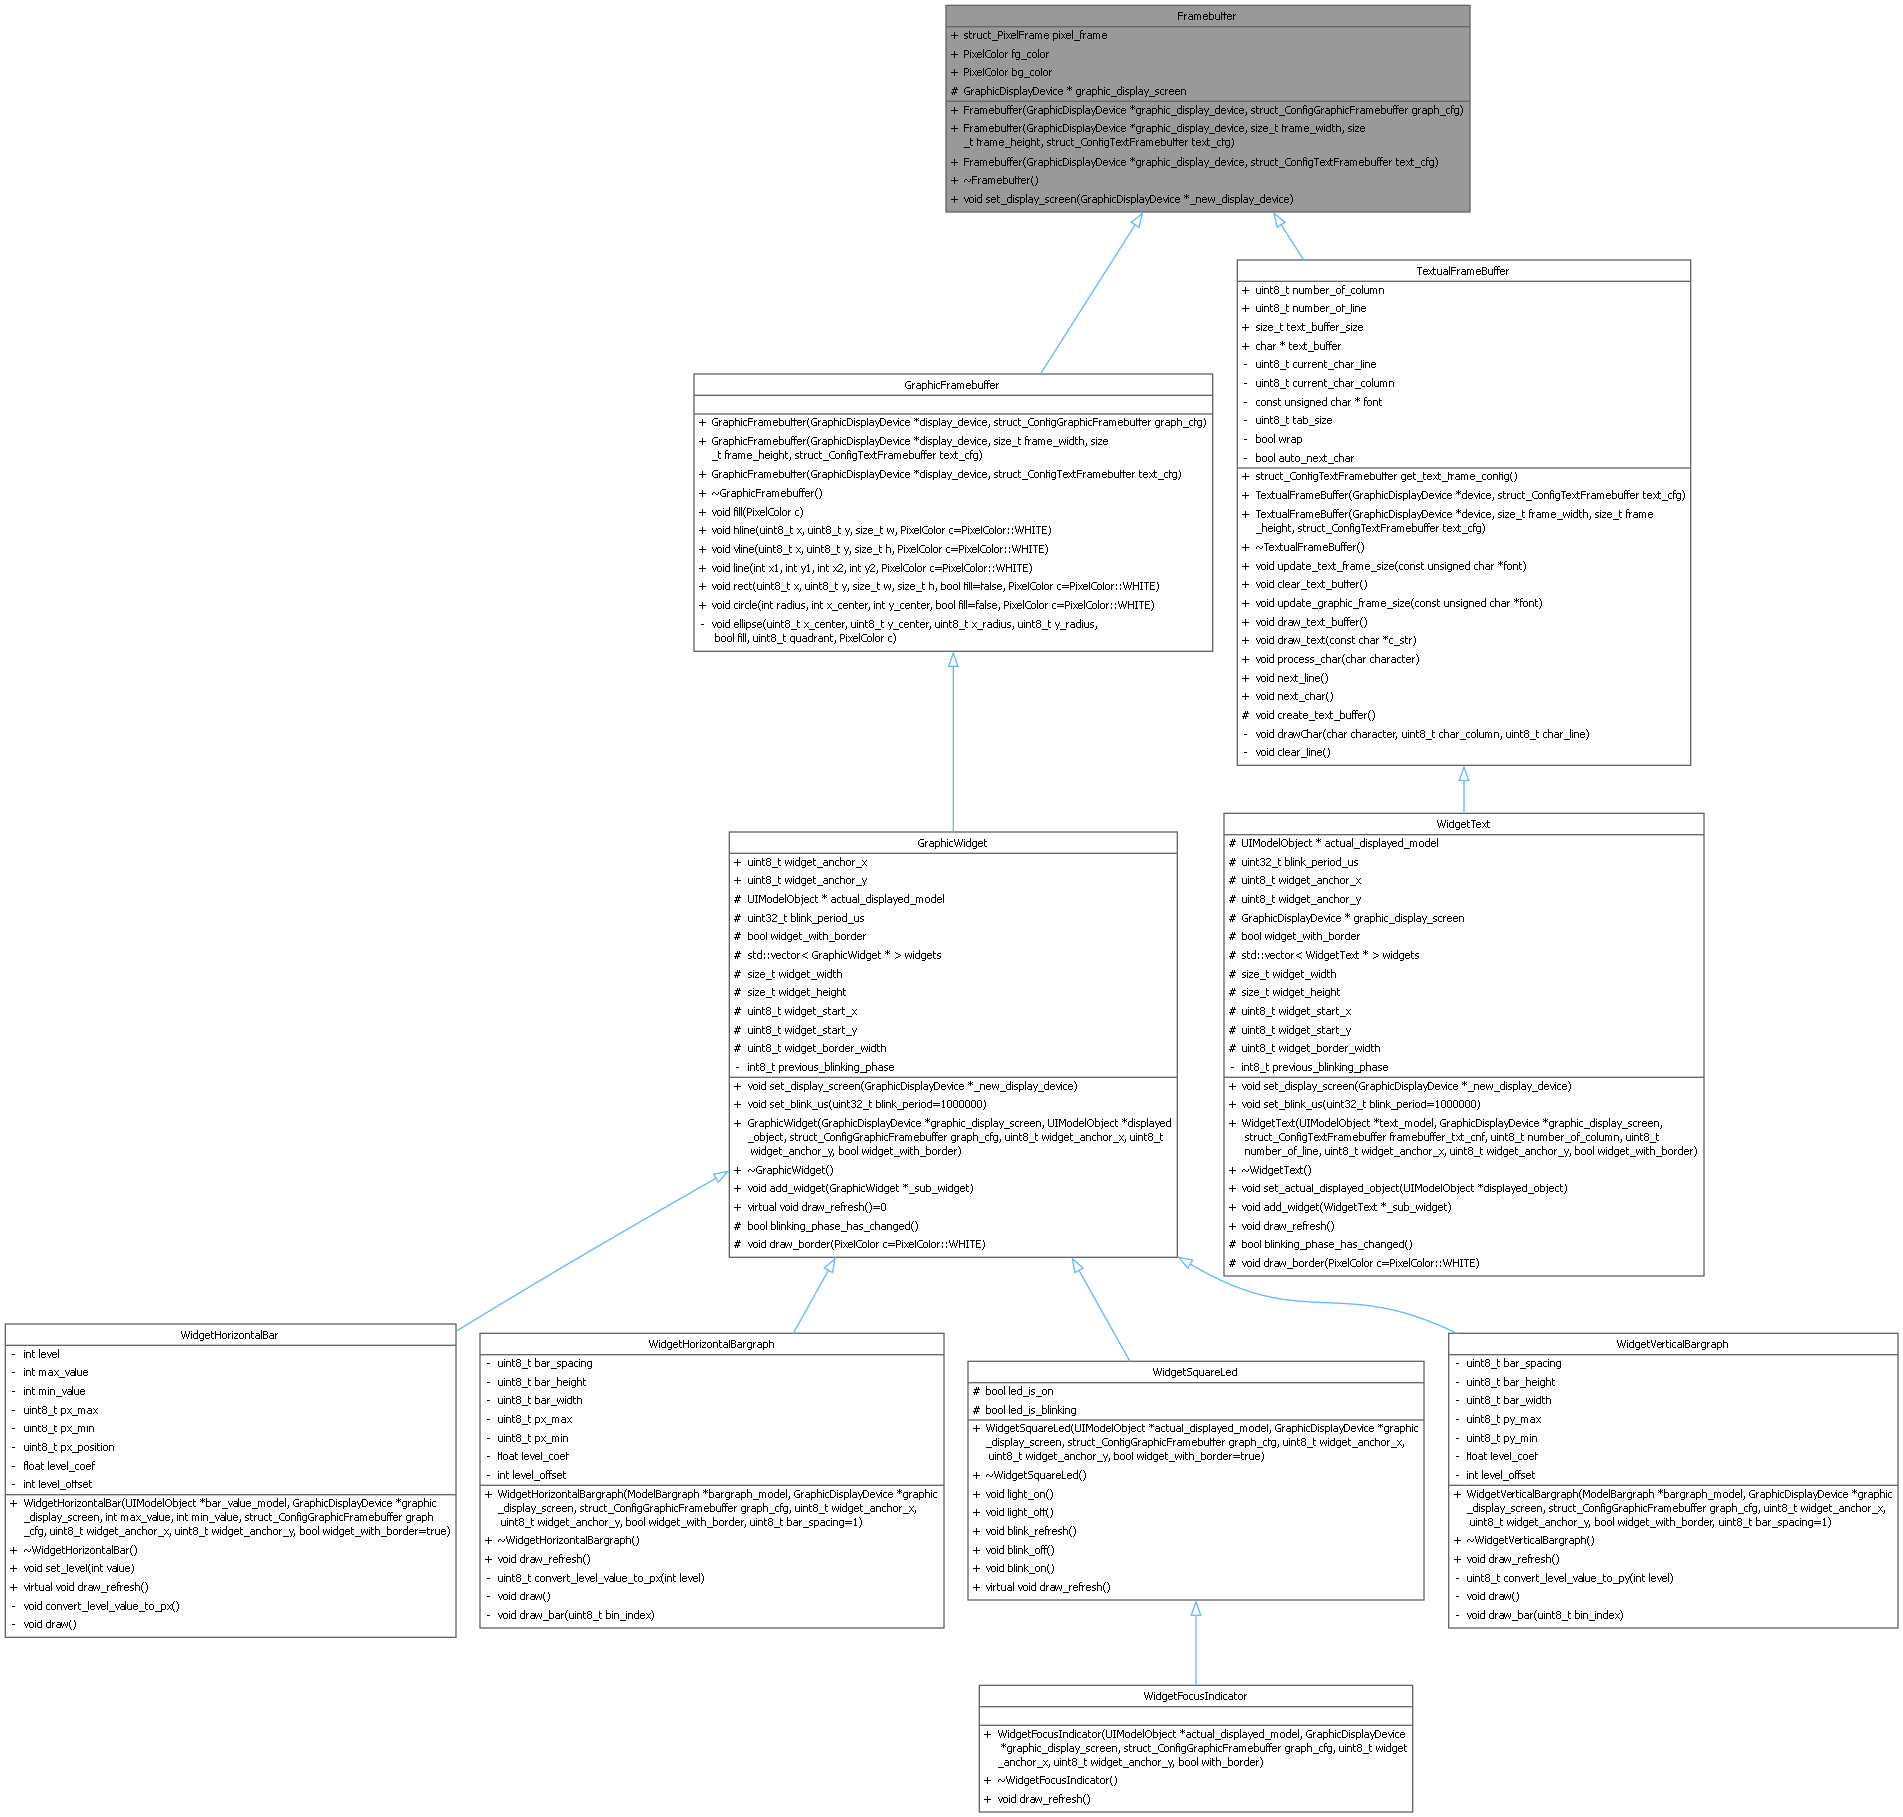 Framebuffer
+ struct_PixelFrame pixel_frame
+ PixelColor fg_color
+ PixelColor bg_color
# GraphicDisplayDevice * graphic_display_screen
+ Framebuffer(GraphicDisplayDevice *graphic_display_device, struct_ConfigGraphicFramebuffer graph_cfg)
+ Framebuffer(GraphicDisplayDevice *graphic_display_device, size_t frame_width, size
_t frame_height, struct_ConfigTextFramebuffer text_cfg)
+ Framebuffer(GraphicDisplayDevice *graphic_display_device, struct_ConfigTextFramebuffer text_cfg)
+ ~Framebuffer()
+ void set_display_screen(GraphicDisplayDevice *_new_display_device)
TextualFrameBuffer
+ uint8_t number_of_column
+ uint8_t number_of_line
+ size_t text_buffer_size
+ char * text_buffer
- uint8_t current_char_line
- uint8_t current_char_column
- const unsigned char * font
- uint8_t tab_size
- bool wrap
- bool auto_next_char
+ struct_ConfigTextFramebuffer get_text_frame_config()
+ TextualFrameBuffer(GraphicDisplayDevice *device, struct_ConfigTextFramebuffer text_cfg)
+ TextualFrameBuffer(GraphicDisplayDevice *device, size_t frame_width, size_t frame
_height, struct_ConfigTextFramebuffer text_cfg)
+ ~TextualFrameBuffer()
+ void update_text_frame_size(const unsigned char *font)
+ void clear_text_buffer()
+ void update_graphic_frame_size(const unsigned char *font)
+ void draw_text_buffer()
+ void draw_text(const char *c_str)
+ void process_char(char character)
+ void next_line()
+ void next_char()
# void create_text_buffer()
- void drawChar(char character, uint8_t char_column, uint8_t char_line)
- void clear_line()
GraphicFramebuffer
+ GraphicFramebuffer(GraphicDisplayDevice *display_device, struct_ConfigGraphicFramebuffer graph_cfg)
+ GraphicFramebuffer(GraphicDisplayDevice *display_device, size_t frame_width, size
_t frame_height, struct_ConfigTextFramebuffer text_cfg)
+ GraphicFramebuffer(GraphicDisplayDevice *display_device, struct_ConfigTextFramebuffer text_cfg)
+ ~GraphicFramebuffer()
+ void fill(PixelColor c)
+ void hline(uint8_t x, uint8_t y, size_t w, PixelColor c=PixelColor::WHITE)
+ void vline(uint8_t x, uint8_t y, size_t h, PixelColor c=PixelColor::WHITE)
+ void line(int x1, int y1, int x2, int y2, PixelColor c=PixelColor::WHITE)
+ void rect(uint8_t x, uint8_t y, size_t w, size_t h, bool fill=false, PixelColor c=PixelColor::WHITE)
+ void circle(int radius, int x_center, int y_center, bool fill=false, PixelColor c=PixelColor::WHITE)
- void ellipse(uint8_t x_center, uint8_t y_center, uint8_t x_radius, uint8_t y_radius,
bool fill, uint8_t quadrant, PixelColor c)
GraphicWidget
+ uint8_t widget_anchor_x
+ uint8_t widget_anchor_y
# UIModelObject * actual_displayed_model
# uint32_t blink_period_us
# bool widget_with_border
# std::vector< GraphicWidget * > widgets
# size_t widget_width
# size_t widget_height
# uint8_t widget_start_x
# uint8_t widget_start_y
# uint8_t widget_border_width
- int8_t previous_blinking_phase
+ void set_display_screen(GraphicDisplayDevice *_new_display_device)
+ void set_blink_us(uint32_t blink_period=1000000)
+ GraphicWidget(GraphicDisplayDevice *graphic_display_screen, UIModelObject *displayed
_object, struct_ConfigGraphicFramebuffer graph_cfg, uint8_t widget_anchor_x, uint8_t
widget_anchor_y, bool widget_with_border)
+ ~GraphicWidget()
+ void add_widget(GraphicWidget *_sub_widget)
+ virtual void draw_refresh()=0
# bool blinking_phase_has_changed()
# void draw_border(PixelColor c=PixelColor::WHITE)
WidgetText
# UIModelObject * actual_displayed_model
# uint32_t blink_period_us
# uint8_t widget_anchor_x
# uint8_t widget_anchor_y
# GraphicDisplayDevice * graphic_display_screen
# bool widget_with_border
# std::vector< WidgetText * > widgets
# size_t widget_width
# size_t widget_height
# uint8_t widget_start_x
# uint8_t widget_start_y
# uint8_t widget_border_width
- int8_t previous_blinking_phase
+ void set_display_screen(GraphicDisplayDevice *_new_display_device)
+ void set_blink_us(uint32_t blink_period=1000000)
+ WidgetText(UIModelObject *text_model, GraphicDisplayDevice *graphic_display_screen,
struct_ConfigTextFramebuffer framebuffer_txt_cnf, uint8_t number_of_column, uint8_t
number_of_line, uint8_t widget_anchor_x, uint8_t widget_anchor_y, bool widget_with_border)
+ ~WidgetText()
+ void set_actual_displayed_object(UIModelObject *displayed_object)
+ void add_widget(WidgetText *_sub_widget)
+ void draw_refresh()
# bool blinking_phase_has_changed()
# void draw_border(PixelColor c=PixelColor::WHITE)
WidgetHorizontalBar
- int level
- int max_value
- int min_value
- uint8_t px_max
- uint8_t px_min
- uint8_t px_position
- float level_coef
- int level_offset
+ WidgetHorizontalBar(UIModelObject *bar_value_model, GraphicDisplayDevice *graphic
_display_screen, int max_value, int min_value, struct_ConfigGraphicFramebuffer graph
_cfg, uint8_t widget_anchor_x, uint8_t widget_anchor_y, bool widget_with_border=true)
+ ~WidgetHorizontalBar()
+ void set_level(int value)
+ virtual void draw_refresh()
- void convert_level_value_to_px()
- void draw()
WidgetHorizontalBargraph
- uint8_t bar_spacing
- uint8_t bar_height
- uint8_t bar_width
- uint8_t px_max
- uint8_t px_min
- float level_coef
- int level_offset
+ WidgetHorizontalBargraph(ModelBargraph *bargraph_model, GraphicDisplayDevice *graphic
_display_screen, struct_ConfigGraphicFramebuffer graph_cfg, uint8_t widget_anchor_x,
uint8_t widget_anchor_y, bool widget_with_border, uint8_t bar_spacing=1)
+ ~WidgetHorizontalBargraph()
+ void draw_refresh()
- uint8_t convert_level_value_to_px(int level)
- void draw()
- void draw_bar(uint8_t bin_index)
WidgetSquareLed
# bool led_is_on
# bool led_is_blinking
+ WidgetSquareLed(UIModelObject *actual_displayed_model, GraphicDisplayDevice *graphic
_display_screen, struct_ConfigGraphicFramebuffer graph_cfg, uint8_t widget_anchor_x,
uint8_t widget_anchor_y, bool widget_with_border=true)
+ ~WidgetSquareLed()
+ void light_on()
+ void light_off()
+ void blink_refresh()
+ void blink_off()
+ void blink_on()
+ virtual void draw_refresh()
WidgetVerticalBargraph
- uint8_t bar_spacing
- uint8_t bar_height
- uint8_t bar_width
- uint8_t py_max
- uint8_t py_min
- float level_coef
- int level_offset
+ WidgetVerticalBargraph(ModelBargraph *bargraph_model, GraphicDisplayDevice *graphic
_display_screen, struct_ConfigGraphicFramebuffer graph_cfg, uint8_t widget_anchor_x,
uint8_t widget_anchor_y, bool widget_with_border, uint8_t bar_spacing=1)
+ ~WidgetVerticalBargraph()
+ void draw_refresh()
- uint8_t convert_level_value_to_py(int level)
- void draw()
- void draw_bar(uint8_t bin_index)
WidgetFocusIndicator
+ WidgetFocusIndicator(UIModelObject *actual_displayed_model, GraphicDisplayDevice
*graphic_display_screen, struct_ConfigGraphicFramebuffer graph_cfg, uint8_t widget
_anchor_x, uint8_t widget_anchor_y, bool with_border)
+ ~WidgetFocusIndicator()
+ void draw_refresh()